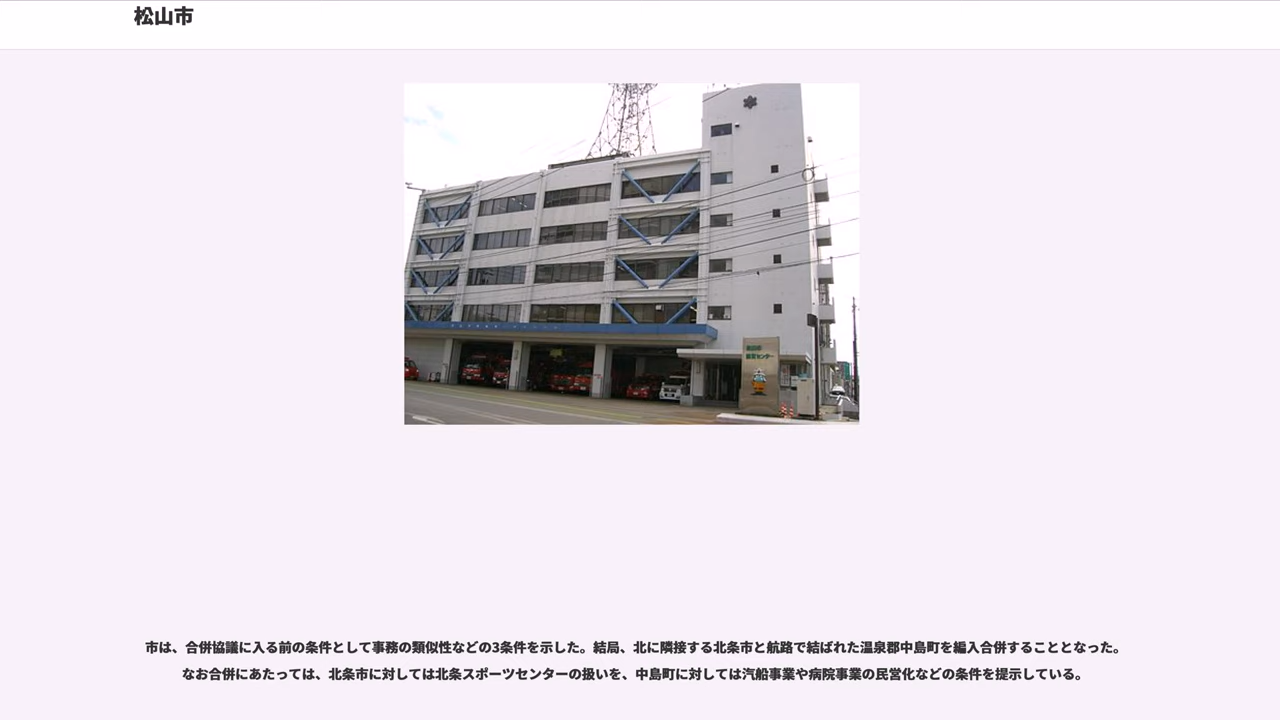 松山市
松山市
市は、合併協議に入る前の条件として事務の類似性などの3条件を示した。結局、北に隣接する北条市と航路で結ばれた温泉郡中島町を編入合併することとなった。
なお合併にあたっては、北条市に対しては北条スポーツセンターの扱いを、中島町に対しては汽船事業や病院事業の民営化などの条件を提示している。